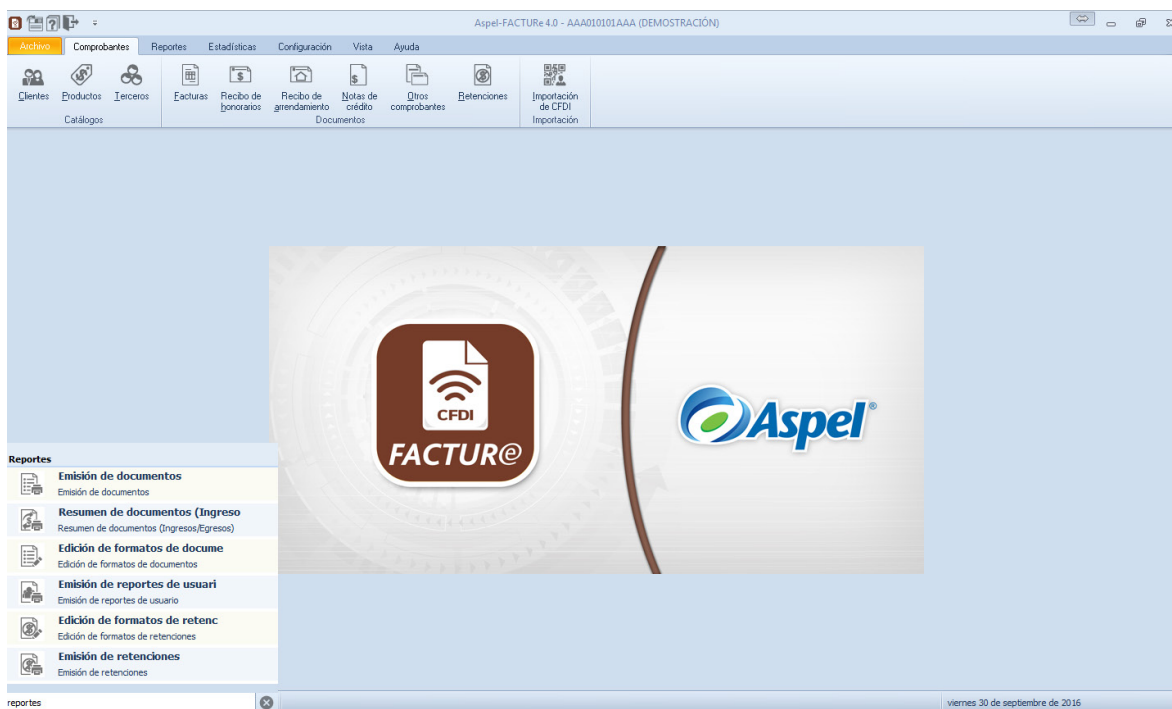 Aspel-FACTURe 4.0 - AAA010101AAA (DEMOSTRACIÓN)
Archivo Comprobantes Reportes Estadísticas Configuración Vista Ayuda
Clientes Productos Terceros Facturas Recibo de honorarios Recibo de arrendamiento Notas de crédito Otros comprobantes Retenciones Importación de CFDI
Catálogos Documentos Importación
CFDI
FACTUR@
Aspel®
Reportes
Emisión de documentos
Emisión de documentos
Resumen de documentos (Ingreso
Resumen de documentos (Ingresos/Egresos)
Edición de formatos de docume
Edición de formatos de documentos
Emisión de reportes de usuari
Emisión de reportes de usuario
Edición de formatos de retenc
Edición de formatos de retenciones
Emisión de retenciones
Emisión de retenciones
reportes
viernes 30 de septiembre de 2016